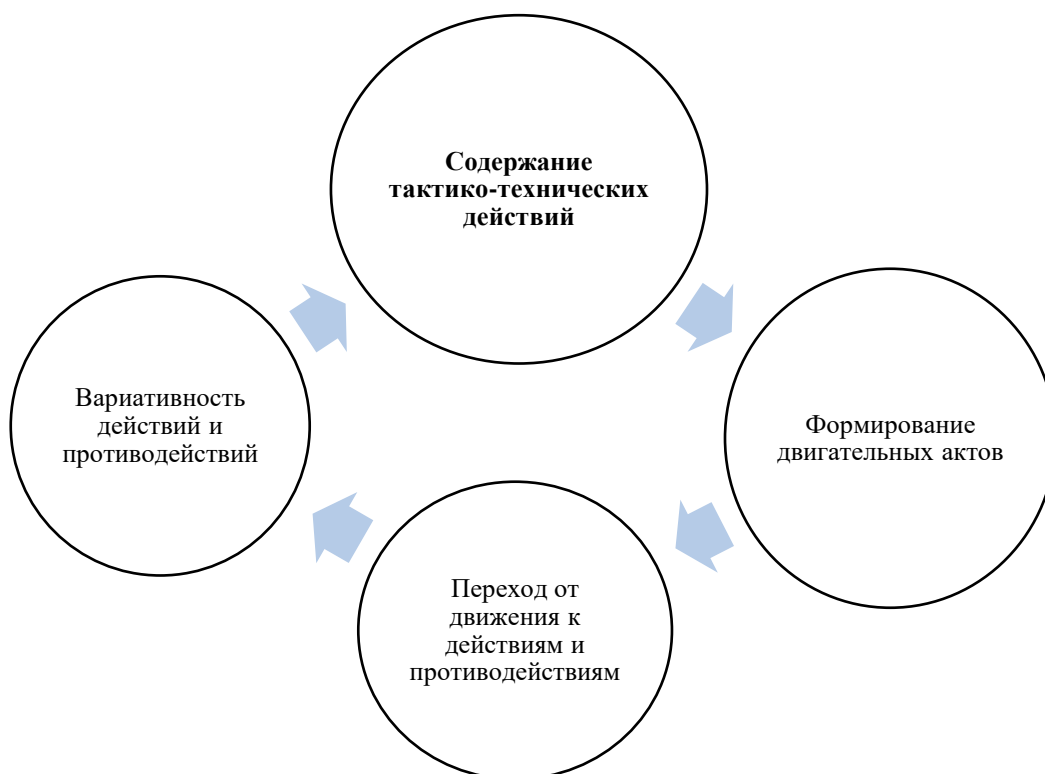 Содержание
тактико-технических
действий
Вариативность
действий и
противодействий
Формирование
двигательных актов
Переход от
движения к
действиям и
противодействиям